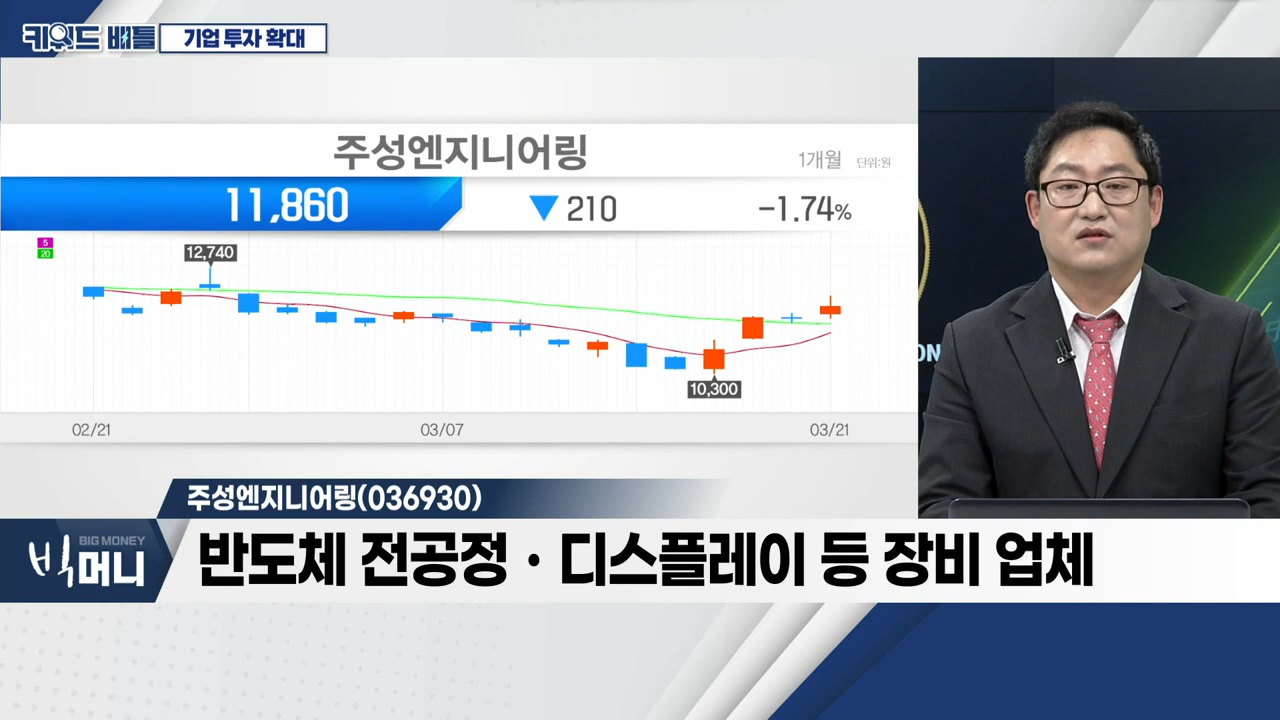 키워드 배틀 기업 투자 확대
주성엔지니어링
1개월 단위:원
11,860 ▼ 210 -1.74%
5
20
12,740
10,300
02/21 03/07 03/21
ON
주성엔지니어링(036930)
BIG MONEY
빅머니
반도체 전공정 · 디스플레이 등 장비 업체